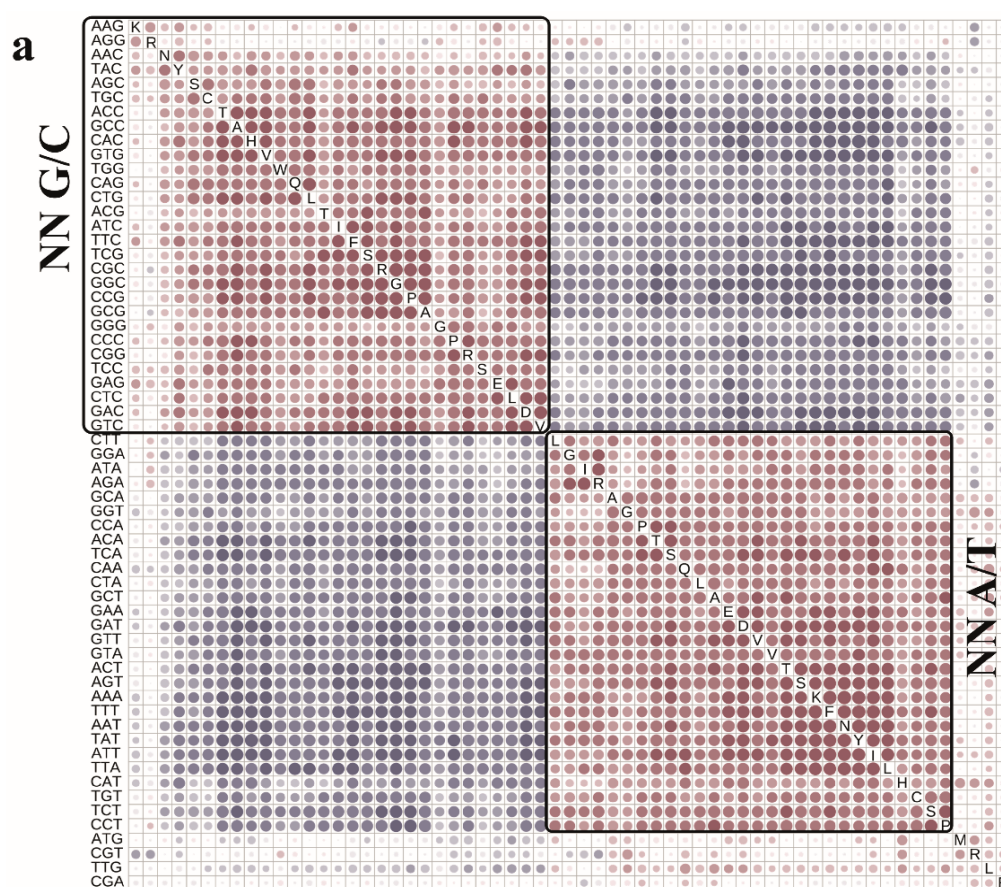 a
NN G/C
AAG K
AGG R
AAC N
TAC Y
AGC S
TGC C
ACC T
GCC A
CAC H
GTG V
TGG W
CAG Q
CTG L
ACG T
ATC I
TTC F
TCG S
CGC R
GGC G
CCG P
GCG A
GGG G
CCC P
CGG R
TCC S
GAG E
CTC L
GAC D
GTC V
CTT L
GGA G
ATA I
AGA R
GCA A
GGT G
CCA P
ACA T
TCA S
CAA Q
CTA L
GCT A
GAA E
GAT D
GTT V
GTA V
ACT T
AGT S
AAA K
TTT F
AAT N
TAT Y
ATT I
TTA L
CAT H
TGT C
TCT S
CCT P
NN A/T
ATG M
CGT R
TTG L
CGA